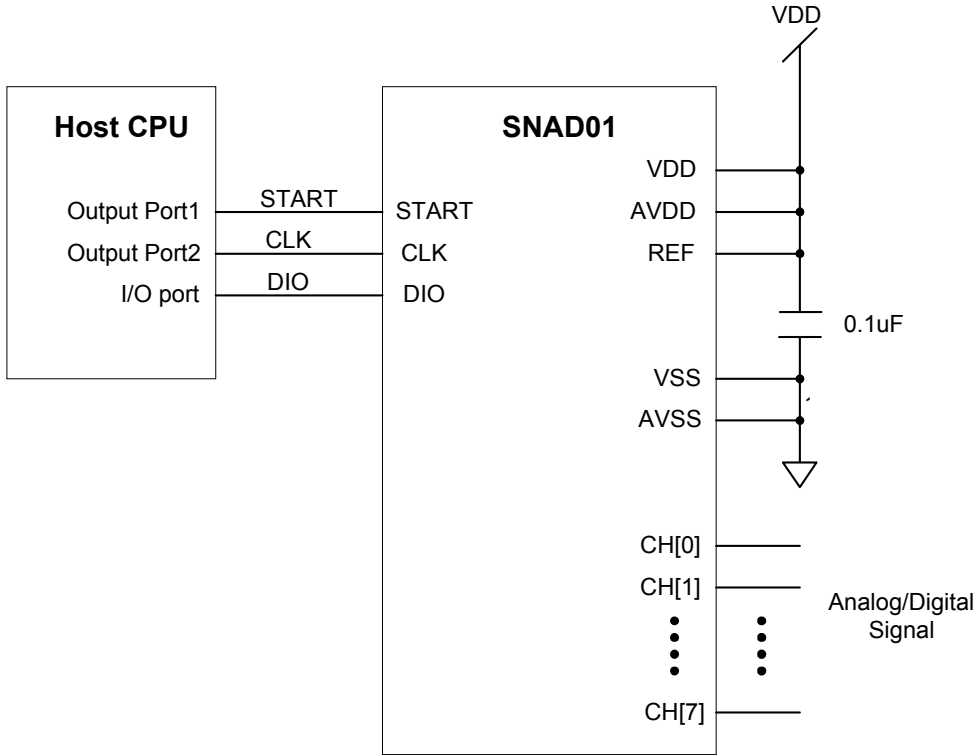 VDD
Host CPU
SNAD01
VDD
Output Port1
START
START
AVDD
Output Port2
CLK
CLK
REF
I/O port
DIO
DIO
0.1uF
VSS
AVSS
CH[0]
CH[1]
Analog/Digital
Signal
CH[7]